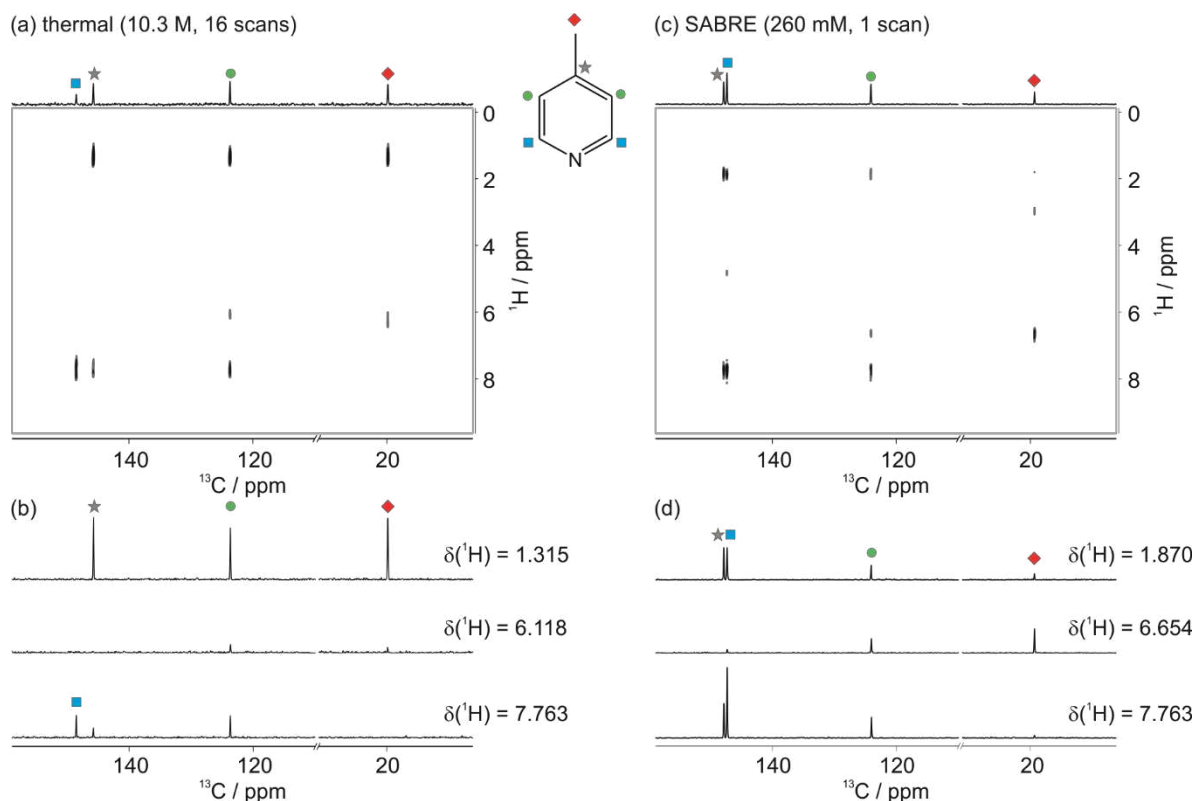 (a) thermal (10.3 M, 16 scans)
0
2
4
6
8
¹H / ppm
140
120
20
¹³C / ppm
N
(c) SABRE (260 mM, 1 scan)
0
2
4
6
8
¹H / ppm
140
120
20
¹³C / ppm
(b)
δ(¹H) = 1.315
δ(¹H) = 6.118
δ(¹H) = 7.763
140
120
20
¹³C / ppm
(d)
δ(¹H) = 1.870
δ(¹H) = 6.654
δ(¹H) = 7.763
140
120
20
¹³C / ppm